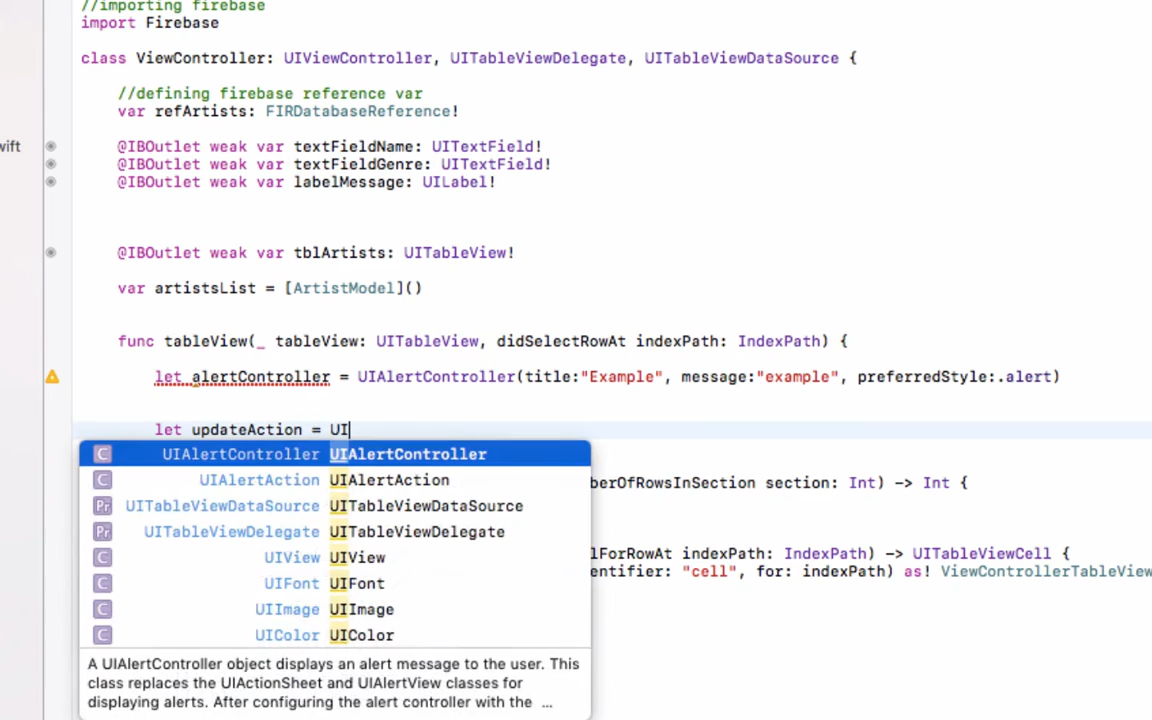 //importing firebase
import Firebase
class ViewController: UIViewController, UITableViewDelegate, UITableViewDataSource {
//defining firebase reference var
var refArtists: FIRDatabaseReference!
wift
@IBOutlet weak var textFieldName: UITextField!
@IBOutlet weak var textFieldGenre: UITextField!
@IBOutlet weak var labelMessage: UILabel!
@IBOutlet weak var tblArtists: UITableView!
var artistsList = [ArtistModel]()
func tableView(_ tableView: UITableView, didSelectRowAt indexPath: IndexPath) {
let alertController = UIAlertController(title:"Example", message:"example", preferredStyle:.alert)
let updateAction = UI
C UIAlertController UIAlertController
C UIAlertAction UIAlertAction
berOfRowsInSection section: Int) -> Int {
Pr UITableViewDataSource UITableViewDataSource
Pr UITableViewDelegate UITableViewDelegate
C UIView UIView
lForRowAt indexPath: IndexPath) -> UITableViewCell {
entifier: "cell", for: indexPath) as! ViewControllerTableView
C UIFont UIFont
C UIImage UIImage
C UIColor UIColor
A UIAlertController object displays an alert message to the user. This
class replaces the UIActionSheet and UIAlertView classes for
displaying alerts. After configuring the alert controller with the ...